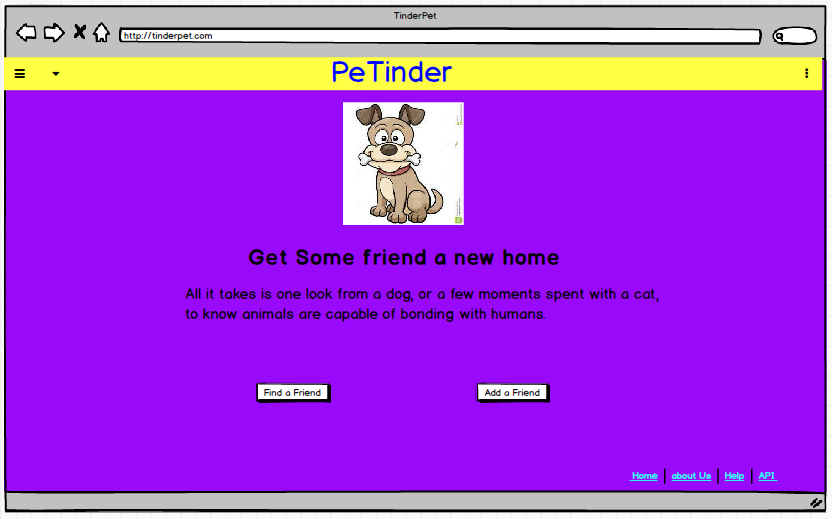 TinderPet
http://tinderpet.com
PeTinder
Get Some friend a new home
All it takes is one look from a dog, or a few moments spent with a cat,
to know animals are capable of bonding with humans.
Find a Friend
Add a Friend
Home | about Us | Help | API